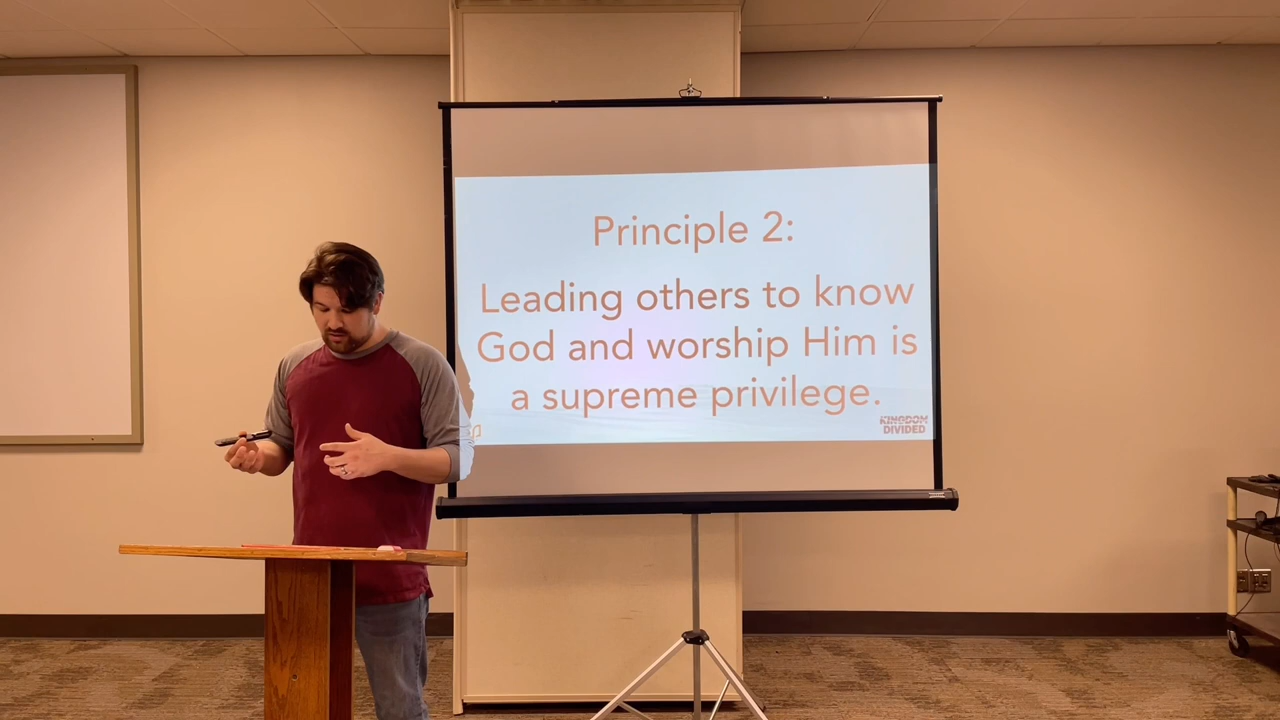 Principle 2:
Leading others to know
God and worship Him is
a supreme privilege.
KINGDOM
DIVIDED